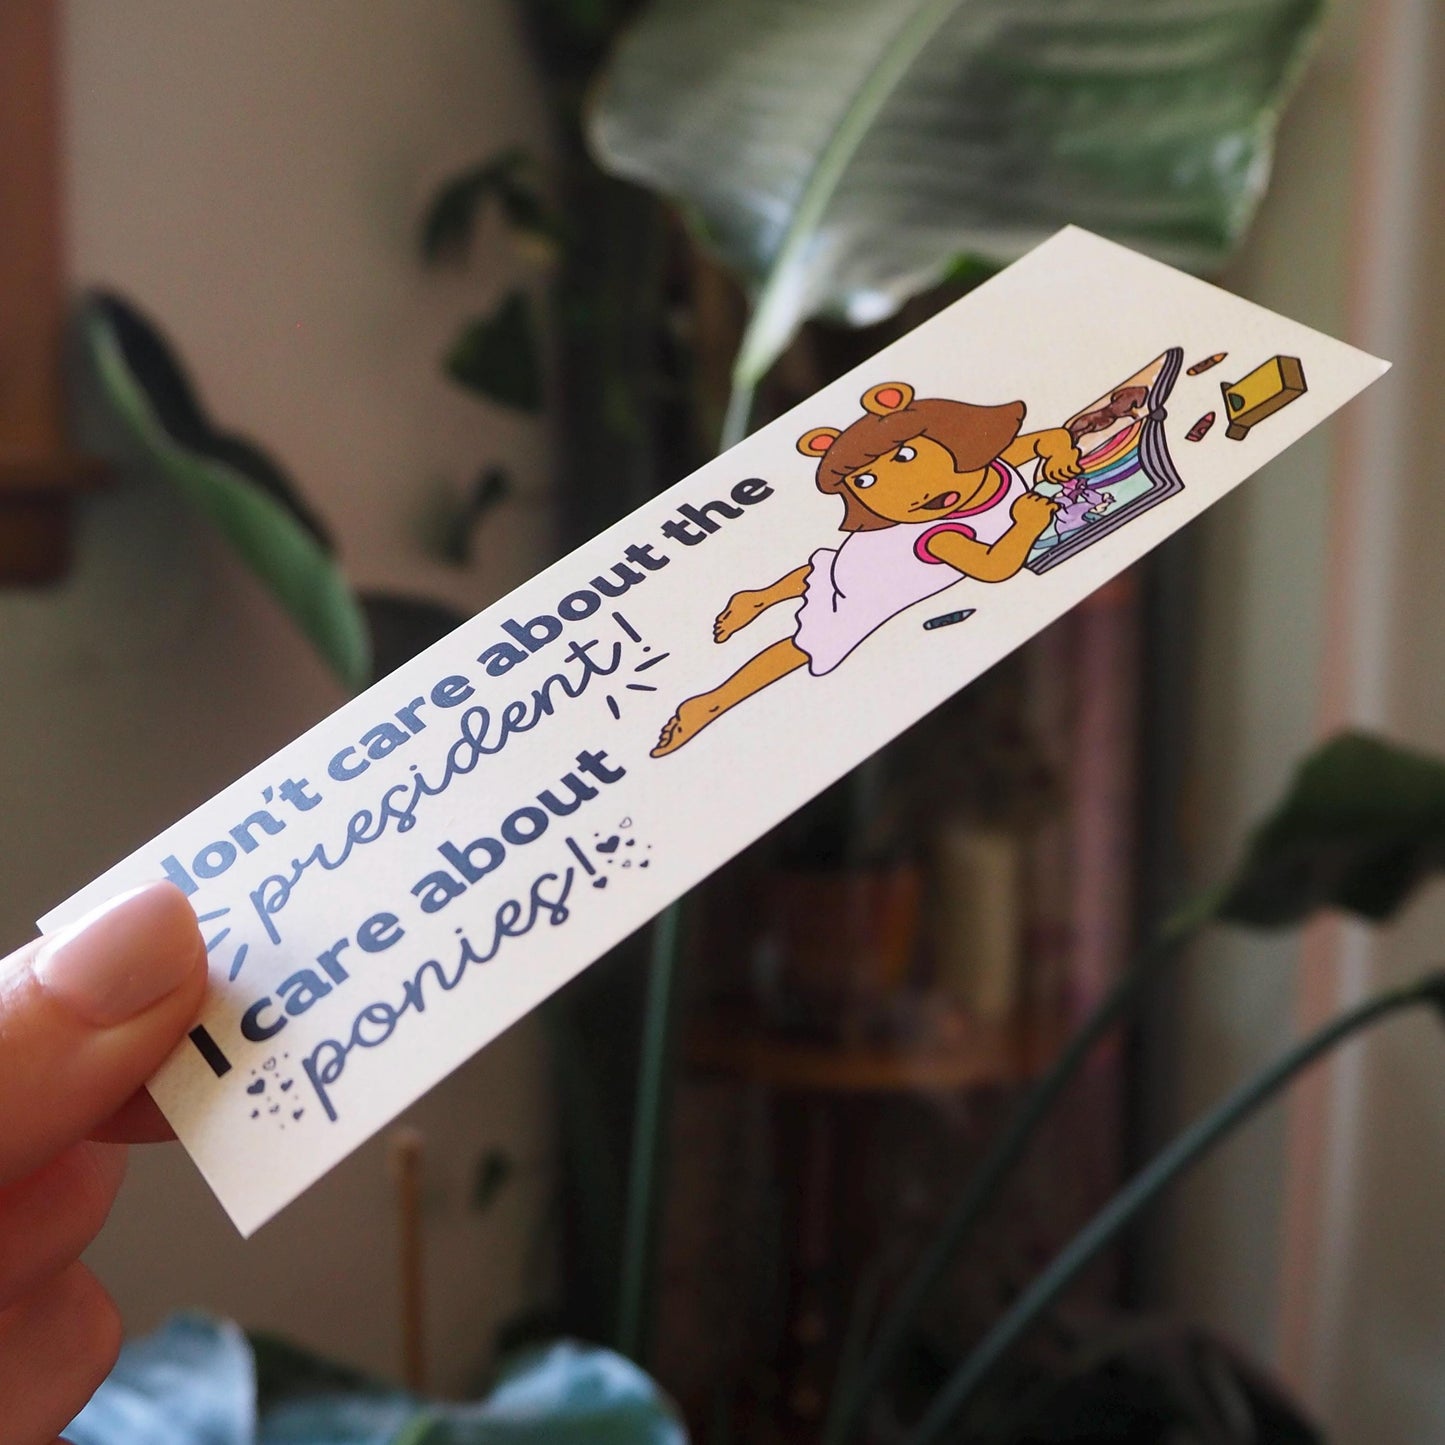 don't care about the
president!
I care about
ponies!